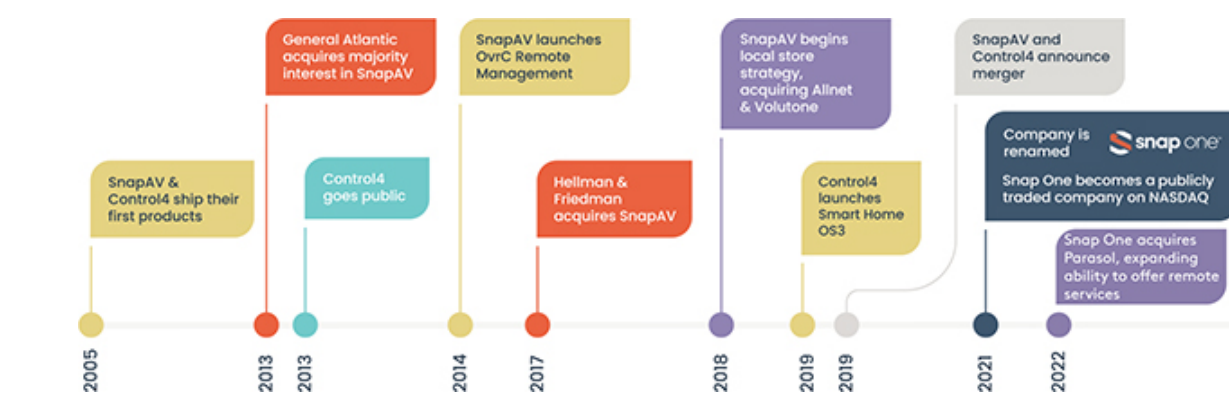 General Atlantic
acquires majority
interest in SnapAV
SnapAV launches
OvrC Remote
Management
SnapAV begins
local store
strategy,
acquiring Allnet
& Volutone
SnapAV and
Control4 announce
merger
SnapAV &
Control4 ship their
first products
Control4
goes public
Hellman &
Friedman
acquires SnapAV
Control4
launches
Smart Home
OS3
Company is
renamed
snap one
Snap One becomes a publicly
traded company on NASDAQ
Snap One acquires
Parasol, expanding
ability to offer remote
services
2005
2013
2013
2014
2017
2018
2019
2019
2021
2022